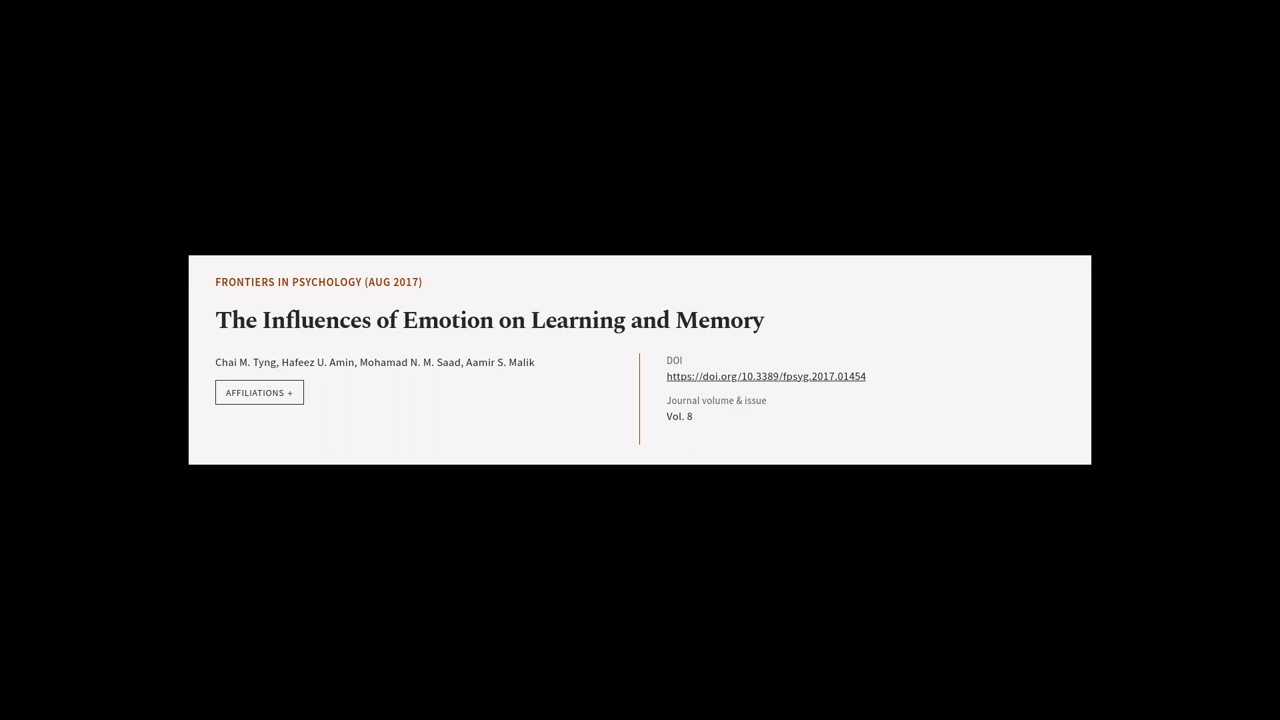 FRONTIERS IN PSYCHOLOGY (AUG 2017)
The Influences of Emotion on Learning and Memory
Chai M. Tyng, Hafeez U. Amin, Mohamad N. M. Saad, Aamir S. Malik
AFFILIATIONS +
DOI
https://doi.org/10.3389/fpsyg.2017.01454
Journal volume & issue
Vol. 8